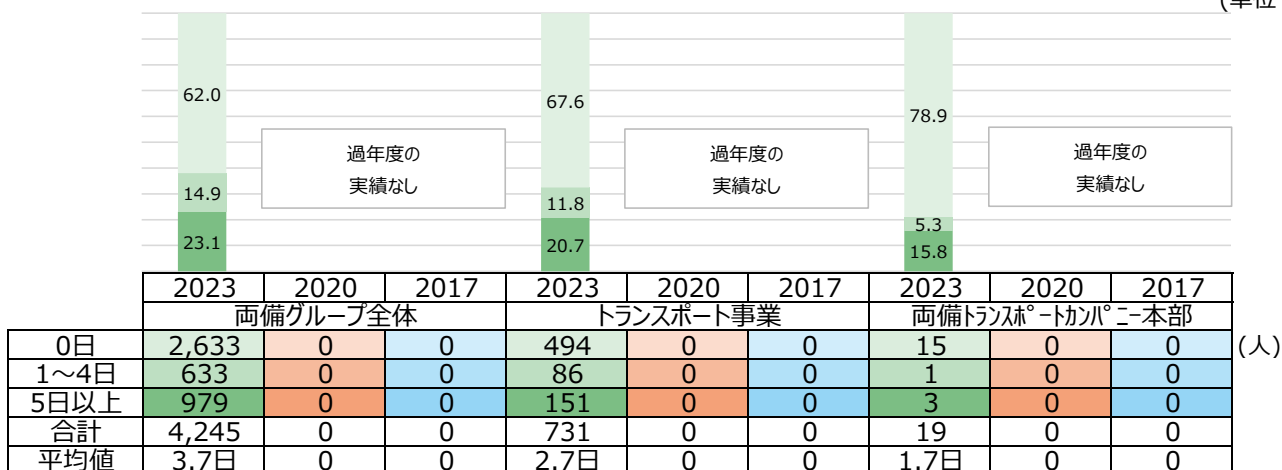 (単位
62.0
67.6
78.9
過年度の
実績なし
過年度の
実績なし
過年度の
実績なし
14.9
11.8
5.3
23.1
20.7
15.8
2023 2020 2017 2023 2020 2017 2023 2020 2017
両備グループ全体 トランスポート事業 両備トランスポートカンパニー本部
0日 2,633 0 0 494 0 0 15 0 0 (人)
1～4日 633 0 0 86 0 0 1 0 0
5日以上 979 0 0 151 0 0 3 0 0
合計 4,245 0 0 731 0 0 19 0 0
平均値 3.7日 0 0 2.7日 0 0 1.7日 0 0